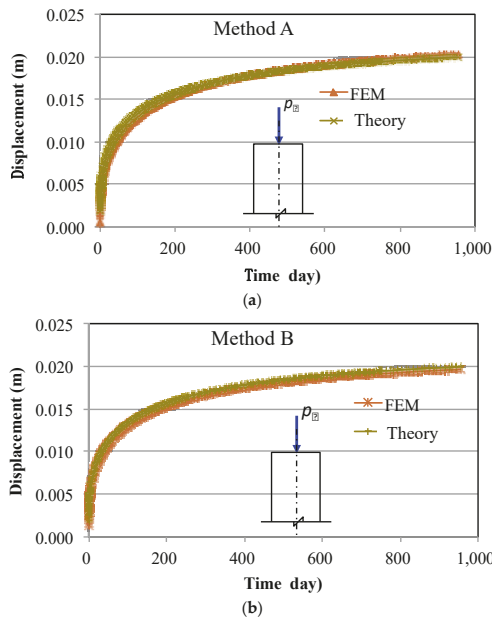 Method A
Displacement (m)
0.025
0.020
0.015
0.010
0.005
0.000
FEM
Theory
p
0 200 400 600 800 1,000
Time day)
(a)
Method B
Displacement (m)
0.025
0.020
0.015
0.010
0.005
0.000
FEM
Theory
p
0 200 400 600 800 1,000
Time day)
(b)